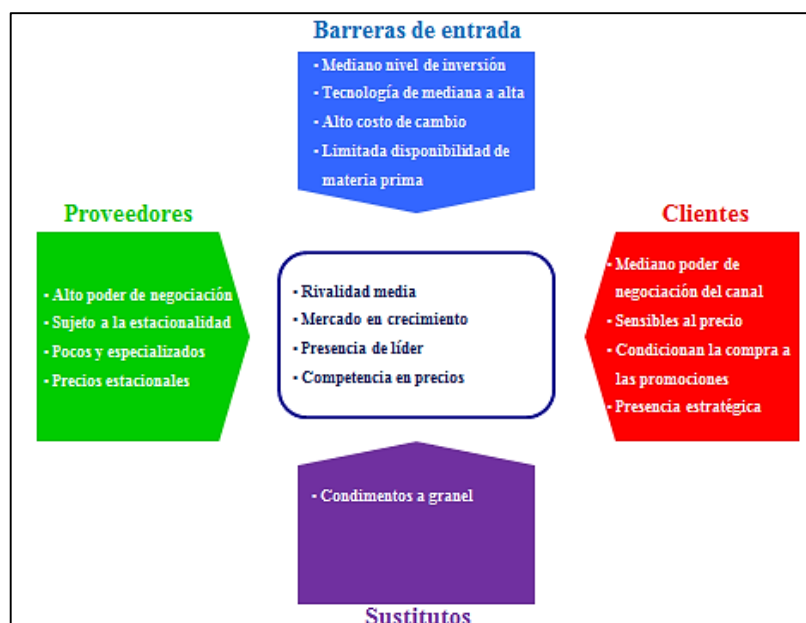 Barreras de entrada
- Mediano nivel de inversión
- Tecnología de mediana a alta
- Alto costo de cambio
- Limitada disponibilidad de
materia prima
Proveedores
- Alto poder de negociación
- Sujeto a la estacionalidad
- Pocos y especializados
- Precios estacionales
- Rivalidad media
- Mercado en crecimiento
- Presencia de líder
- Competencia en precios
Clientes
- Mediano poder de
negociación del canal
- Sensibles al precio
- Condicionan la compra a
las promociones
- Presencia estratégica
- Condimentos a granel
Sustitutos